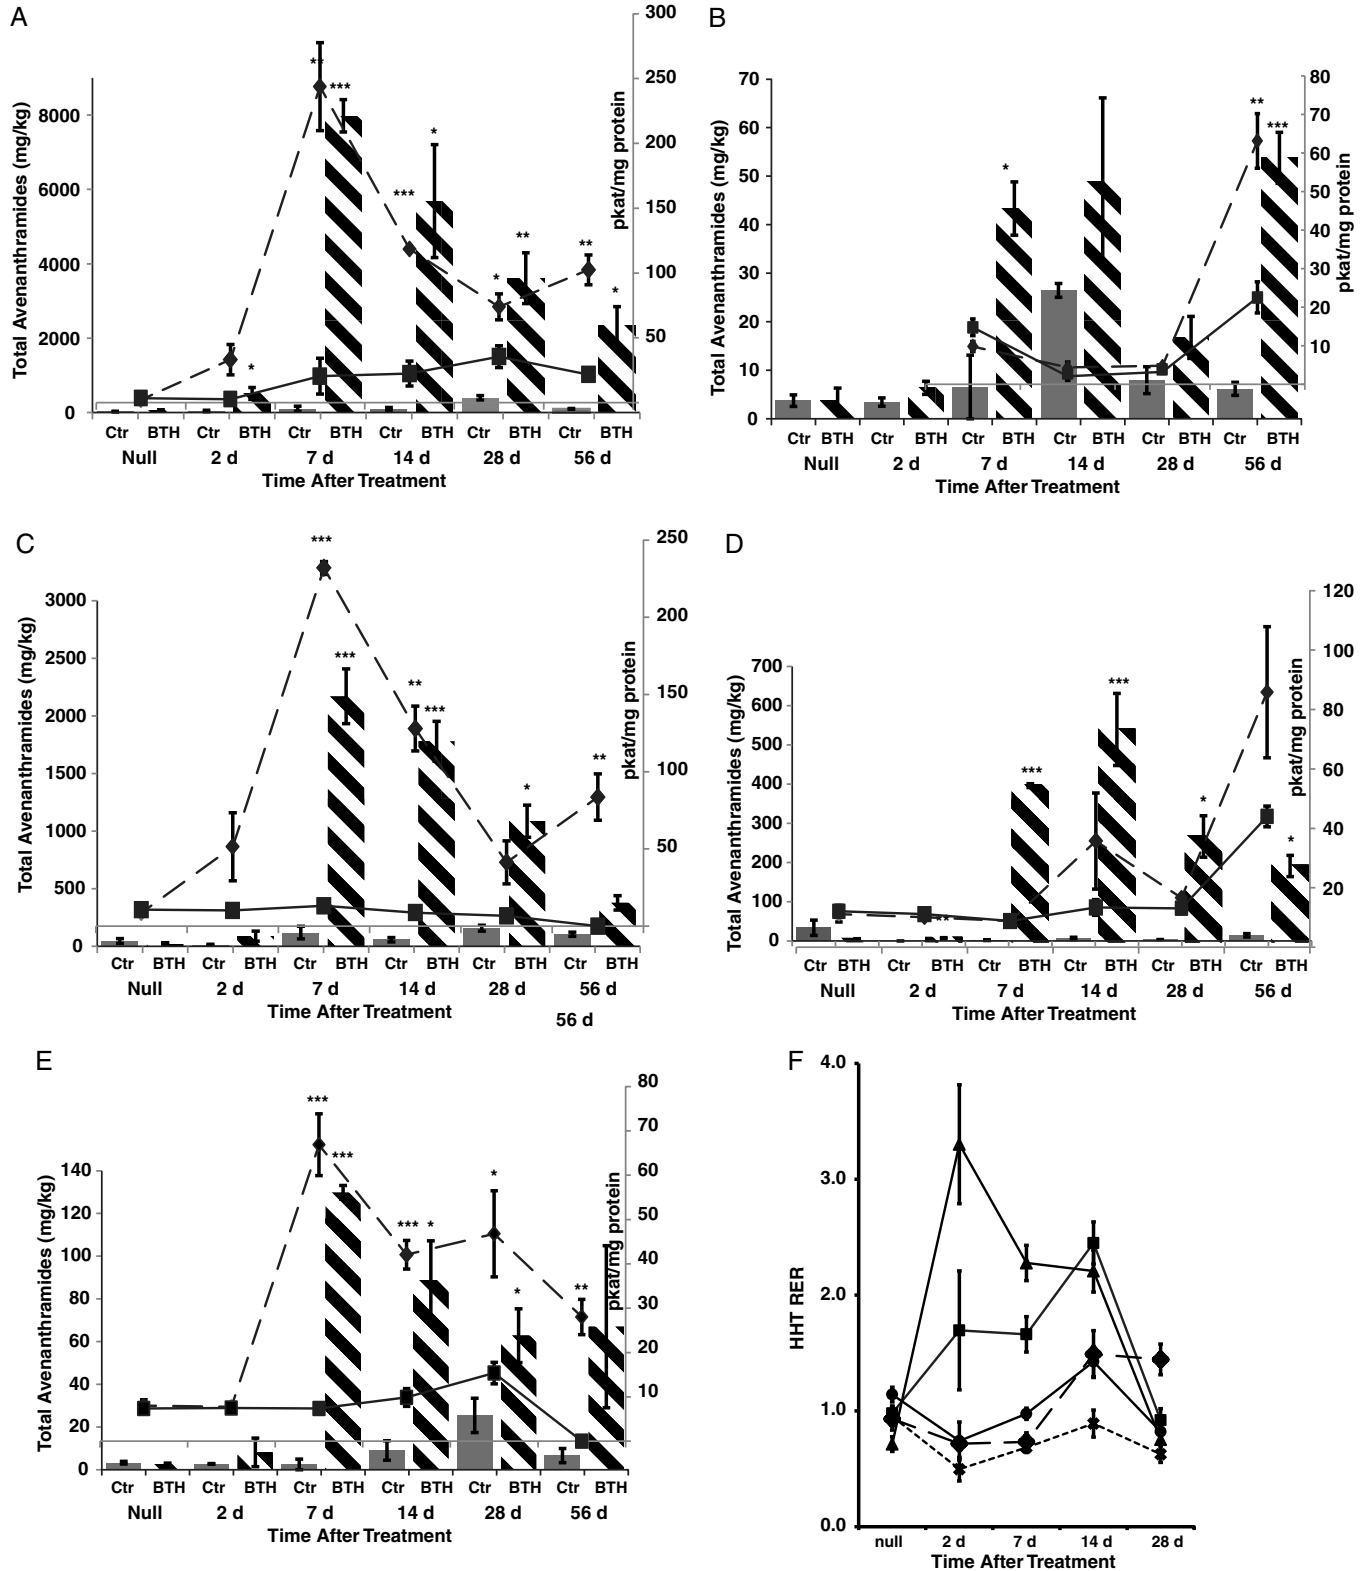 A
Total Avenanthramides (mg/kg)
8000
6000
4000
2000
0
300
250
200
150
100
50
pkat/mg protein
** *** * *** * ** * ** *
Ctr BTH Ctr BTH Ctr BTH Ctr BTH Ctr BTH Ctr BTH
Null 2 d 7 d 14 d 28 d 56 d
Time After Treatment
B
Total Avenanthramides (mg/kg)
70
60
50
40
30
20
10
0
80
70
60
50
40
30
20
10
pkat/mg protein
* ** ***
Ctr BTH Ctr BTH Ctr BTH Ctr BTH Ctr BTH Ctr BTH
Null 2 d 7 d 14 d 28 d 56 d
Time After Treatment
C
Total Avenanthramides (mg/kg)
3000
2500
2000
1500
1000
500
0
250
200
150
100
50
pkat/mg protein
*** *** ** *** * **
Ctr BTH Ctr BTH Ctr BTH Ctr BTH Ctr BTH Ctr BTH
Null 2 d 7 d 14 d 28 d 56 d
Time After Treatment
56 d
D
Total Avenanthramides (mg/kg)
700
600
500
400
300
200
100
0
120
100
80
60
40
20
pkat/mg protein
** *** *** * *
Ctr BTH Ctr BTH Ctr BTH Ctr BTH Ctr BTH Ctr BTH
Null 2 d 7 d 14 d 28 d 56 d
Time After Treatment
E
Total Avenanthramides (mg/kg)
140
120
100
80
60
40
20
0
80
70
60
50
40
30
20
10
pkat/mg protein
*** *** *** * * * **
Ctr BTH Ctr BTH Ctr BTH Ctr BTH Ctr BTH Ctr BTH
Null 2 d 7 d 14 d 28 d 56 d
Time After Treatment
F
HHT RER
4.0
3.0
2.0
1.0
0.0
null 2 d 7 d 14 d 28 d
Time After Treatment